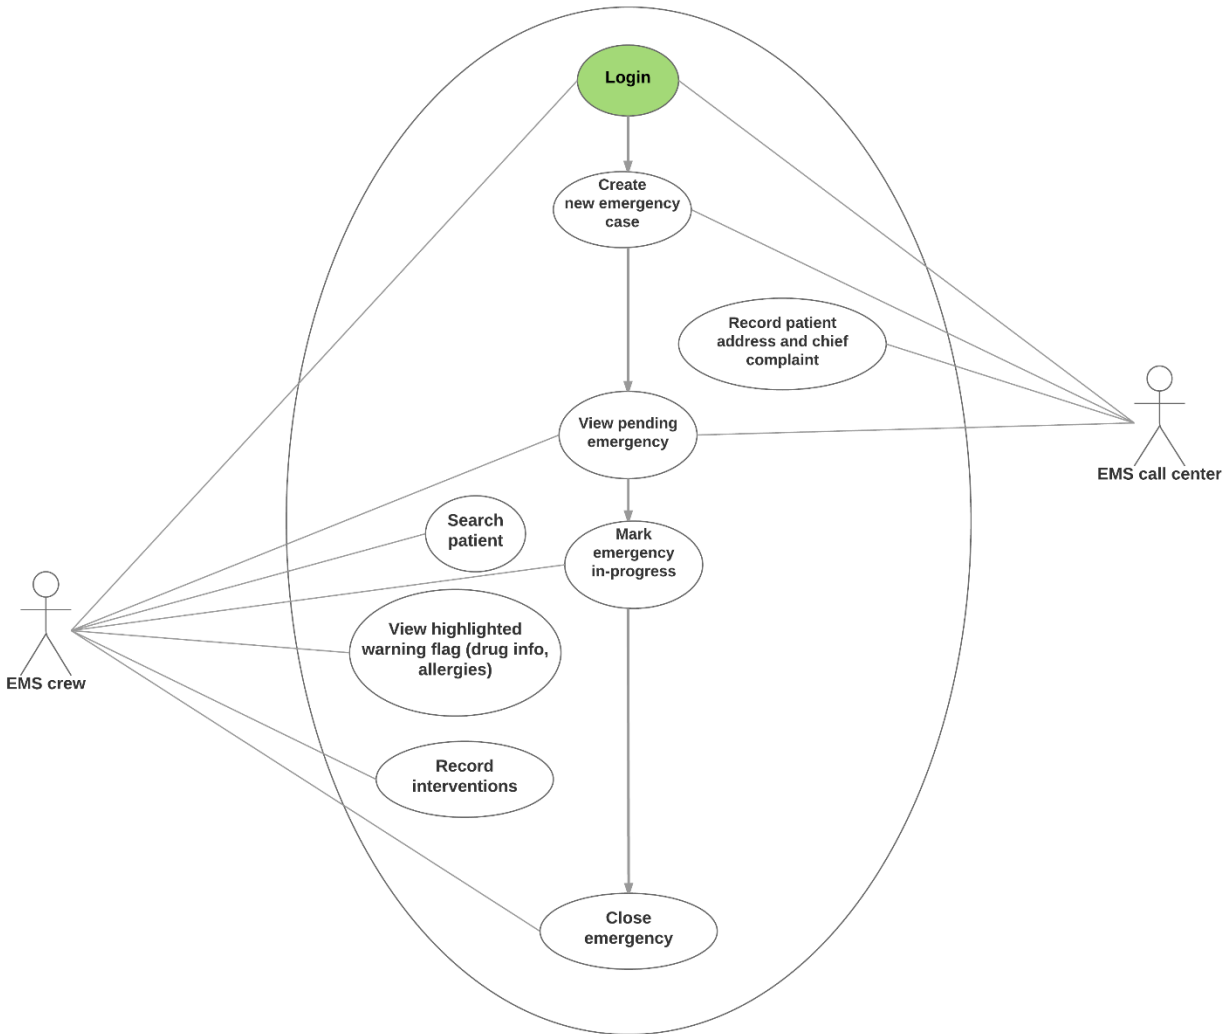 Login
Create
new emergency
case
Record patient
address and chief
complaint
View pending
emergency
EMS call center
Search
patient
Mark
emergency
in-progress
View highlighted
warning flag (drug info,
allergies)
EMS crew
Record
interventions
Close
emergency